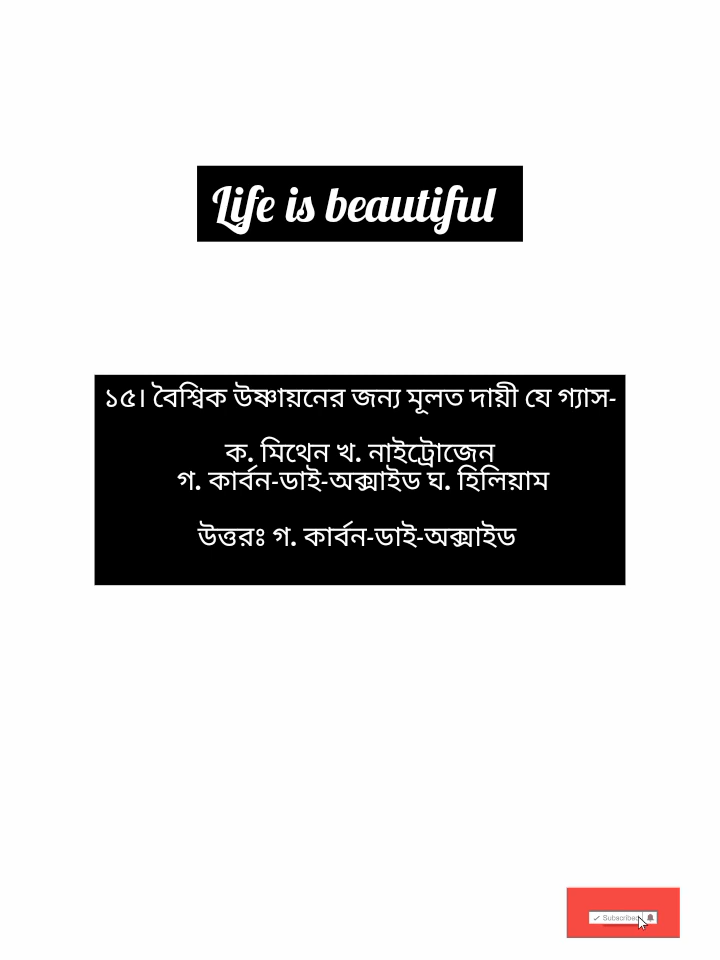 Life is beautiful
১৫। বৈশ্বিক উষ্ণায়নের জন্য মূলত দায়ী যে গ্যাস-
ক. মিথেন খ. নাইট্রোজেন
গ. কার্বন-ডাই-অক্সাইড ঘ. হিলিয়াম
উত্তরঃ গ. কার্বন-ডাই-অক্সাইড
Subscribed